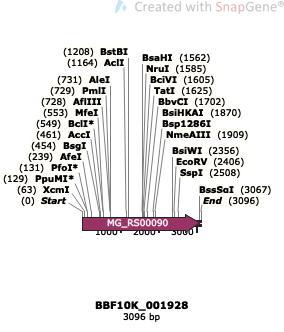 Created with SnapGene®
(1208) BstBI
(1164) AclI
BsaHI (1562)
NruI (1585)
(731) AleI
BciVI (1605)
(729) PmlI
TatI (1625)
(728) AflIII
BbvCI (1702)
(553) MfeI
BsiHKAI (1870)
(549) BclI*
Bsp1286I
(461) AccI
NmeAIII (1909)
(454) BsgI
BsiWI (2356)
(239) AfeI
EcoRV (2406)
(131) PfoI*
SspI (2508)
(129) PpuMI*
(63) XcmI
BssSαI (3067)
(0) Start
End (3096)
MG_RS00090
1000
2000
3000
BBF10K_001928
3096 bp